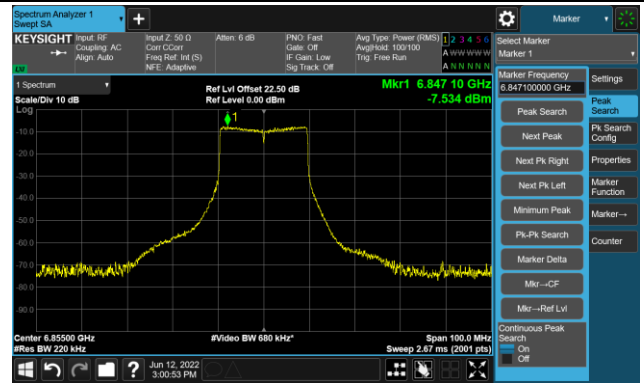 Spectrum Analyzer 1
Swept SA
+
Marker
KEYSIGHT
Input: RF
Coupling: AC
Align: Auto
Input Z: 50 Ω
Corr CCorr
Freq Ref: Int (S)
NFE: Adaptive
Atten: 6 dB
PNO: Fast
Gate: Off
IF Gain: Low
Sig Track: Off
Avg Type: Power (RMS)
Avg|Hold: 100/100
Trig: Free Run
1 2 3 4 5 6
A W W W W W
A N N N N N
Select Marker
Marker 1
1 Spectrum
Scale/Div 10 dB
Ref Lvl Offset 22.50 dB
Ref Level 0.00 dBm
Mkr1 6.847 10 GHz
-7.534 dBm
Log
1
-10.0
-20.0
-30.0
-40.0
-50.0
-60.0
-70.0
-80.0
-90.0
Center 6.85500 GHz
#Res BW 220 kHz
#Video BW 680 kHz*
Span 100.0 MHz
Sweep 2.67 ms (2001 pts)
Marker Frequency
6.847100000 GHz
Peak Search
Next Peak
Next Pk Right
Next Pk Left
Minimum Peak
Pk-Pk Search
Marker Delta
Mkr→CF
Mkr→Ref Lvl
Continuous Peak
Search
On
Off
Settings
Peak
Search
Pk Search
Config
Properties
Marker
Function
Marker→
Counter
?
Jun 12, 2022
3:00:53 PM